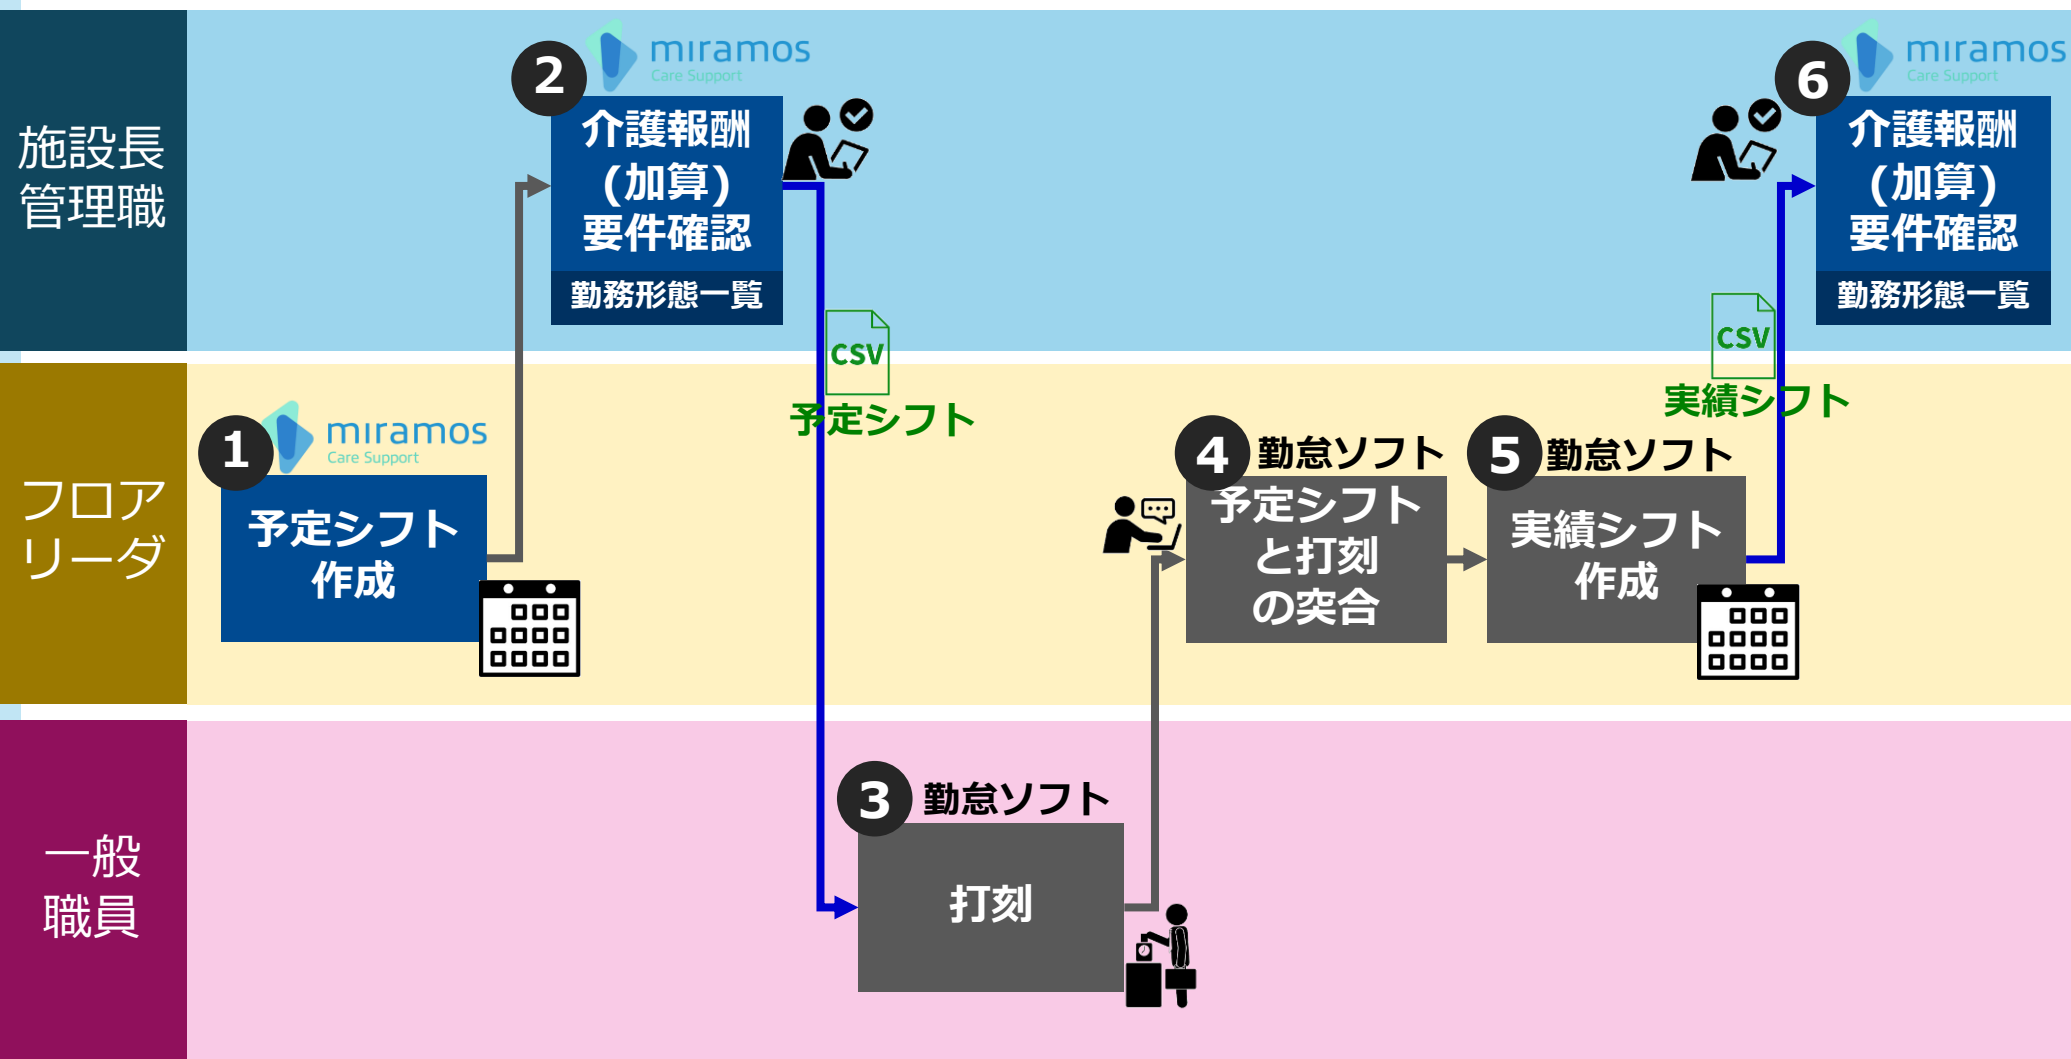 施設長
管理職
2
miramos
Care Support
介護報酬
(加算)
要件確認
勤務形態一覧
CSV
予定シフト
6
miramos
Care Support
介護報酬
(加算)
要件確認
勤務形態一覧
CSV
実績シフト
フロア
リーダ
1
miramos
Care Support
予定シフト
作成
4
勤怠ソフト
予定シフト
と打刻
の突合
5
勤怠ソフト
実績シフト
作成
一般
職員
3
勤怠ソフト
打刻